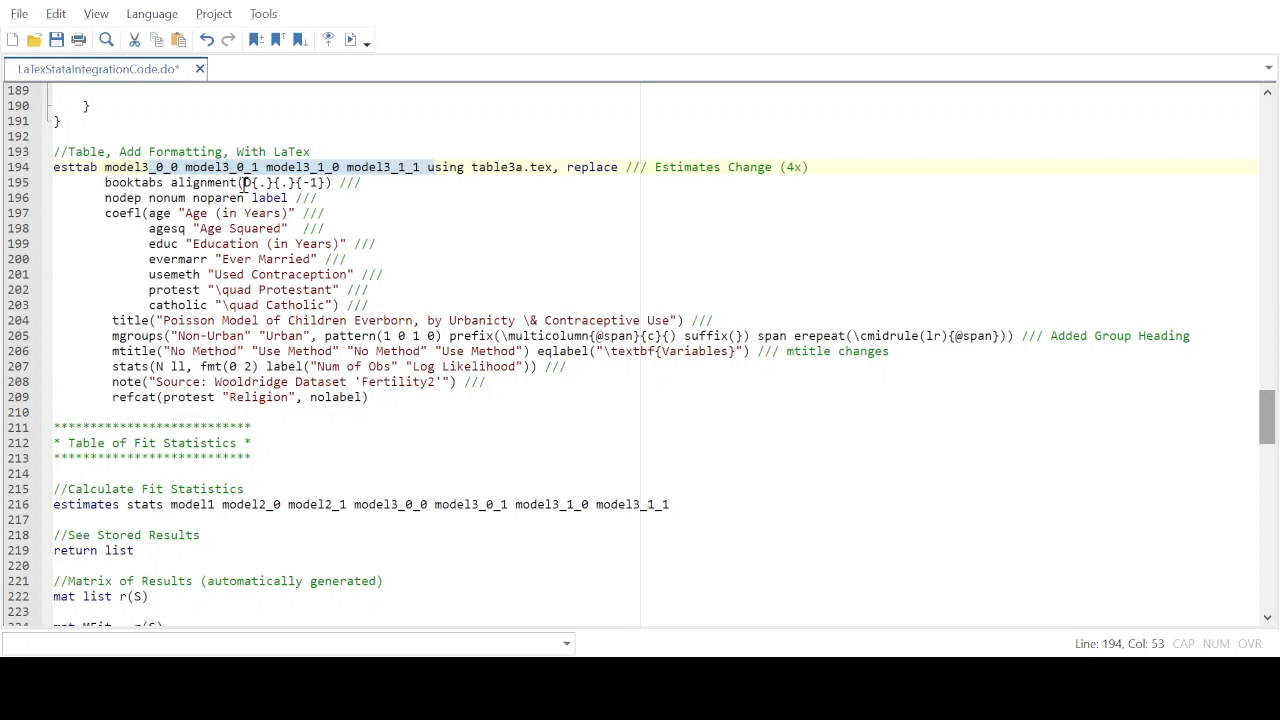 File Edit View Language Project Tools
LaTexStataIntegrationCode.do*
189
190 }
191 }
192
193 //Table, Add Formatting, With LaTex
194 esttab model3_0_0 model3_0_1 model3_1_0 model3_1_1 using table3a.tex, replace /// Estimates Change (4x)
195 booktabs alignment(D{.}{.}{-1}) ///
196 nodep nonum noparen label ///
197 coefl(age "Age (in Years)" ///
198 agesq "Age Squared" ///
199 educ "Education (in Years)" ///
200 evermarr "Ever Married" ///
201 usemeth "Used Contraception" ///
202 protest "\quad Protestant" ///
203 catholic "\quad Catholic") ///
204 title("Poisson Model of Children Everborn, by Urbanicty \& Contraceptive Use") ///
205 mgroups("Non-Urban" "Urban", pattern(1 0 1 0) prefix(\multicolumn{@span}{c}{) suffix(}) span erepeat(\cmidrule(lr){@span})) /// Added Group Heading
206 mtitle("No Method" "Use Method" "No Method" "Use Method") eqlabel("\textbf{Variables}") /// mtitle changes
207 stats(N ll, fmt(0 2) label("Num of Obs" "Log Likelihood")) ///
208 note("Source: Wooldridge Dataset 'Fertility2'") ///
209 refcat(protest "Religion", nolabel)
210
211 ***************************
212 * Table of Fit Statistics *
213 ***************************
214
215 //Calculate Fit Statistics
216 estimates stats model1 model2_0 model2_1 model3_0_0 model3_0_1 model3_1_0 model3_1_1
217
218 //See Stored Results
219 return list
220
221 //Matrix of Results (automatically generated)
222 mat list r(S)
223
Line: 194, Col: 53 CAP NUM OVR